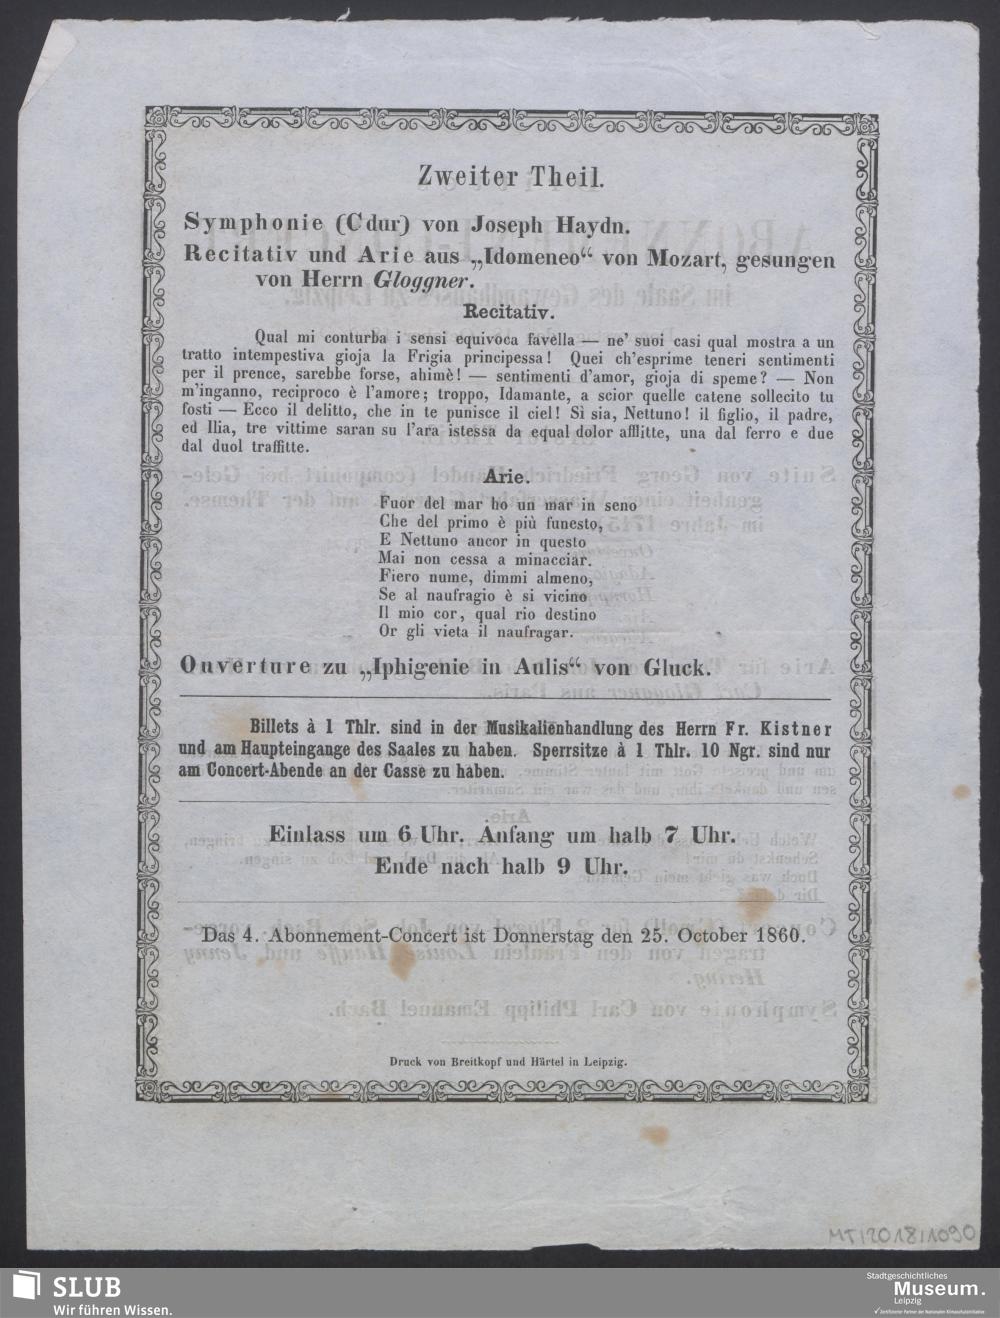 Zweiter Theil.
Symphonie (Cdur) von Joseph Haydn.
Recitativ und Arie aus „Idomeneo“ von Mozart, gesungen
von Herrn Gloggner.
Recitativ.
Qual mi conturba i sensi equivoca favella — ne' suoi casi qual mostra a un
tratto intempestiva gioja la Frigia principessa! Quei ch'esprime teneri sentimenti
per il prence, sarebbe forse, ahimè! — sentimenti d'amor, gioja di speme? — Non
m'inganno, reciproco è l'amore; troppo, Idamante, a scior quelle catene sollecito tu
fosti — Ecco il delitto, che in te punisce il ciel! Sì sia, Nettuno! il figlio, il padre,
ed Ilia, tre vittime saran su l'ara istessa da equal dolor afflitte, una dal ferro e due
dal duol traffitte.
Arie.
Fuor del mar ho un mar in seno
Che del primo è più funesto,
E Nettuno ancor in questo
Mai non cessa a minacciar.
Fiero nume, dimmi almeno,
Se al naufragio è si vicino
Il mio cor, qual rio destino
Or gli vieta il naufragar.
Ouverture zu „Iphigenie in Aulis“ von Gluck.
Billets à 1 Thlr. sind in der Musikalienhandlung des Herrn Fr. Kistner
und am Haupteingange des Saales zu haben. Sperrsitze à 1 Thlr. 10 Ngr. sind nur
am Concert-Abende an der Casse zu haben.
Einlass um 6 Uhr. Anfang um halb 7 Uhr.
Ende nach halb 9 Uhr.
Das 4. Abonnement-Concert ist Donnerstag den 25. October 1860.
Druck von Breitkopf und Härtel in Leipzig.
MT/2018/1090
SLUB
Wir führen Wissen.
Stadtgeschichtliches
Museum.
Leipzig
Zertifizierter Partner der Nationalen Klimaschutzinitiative